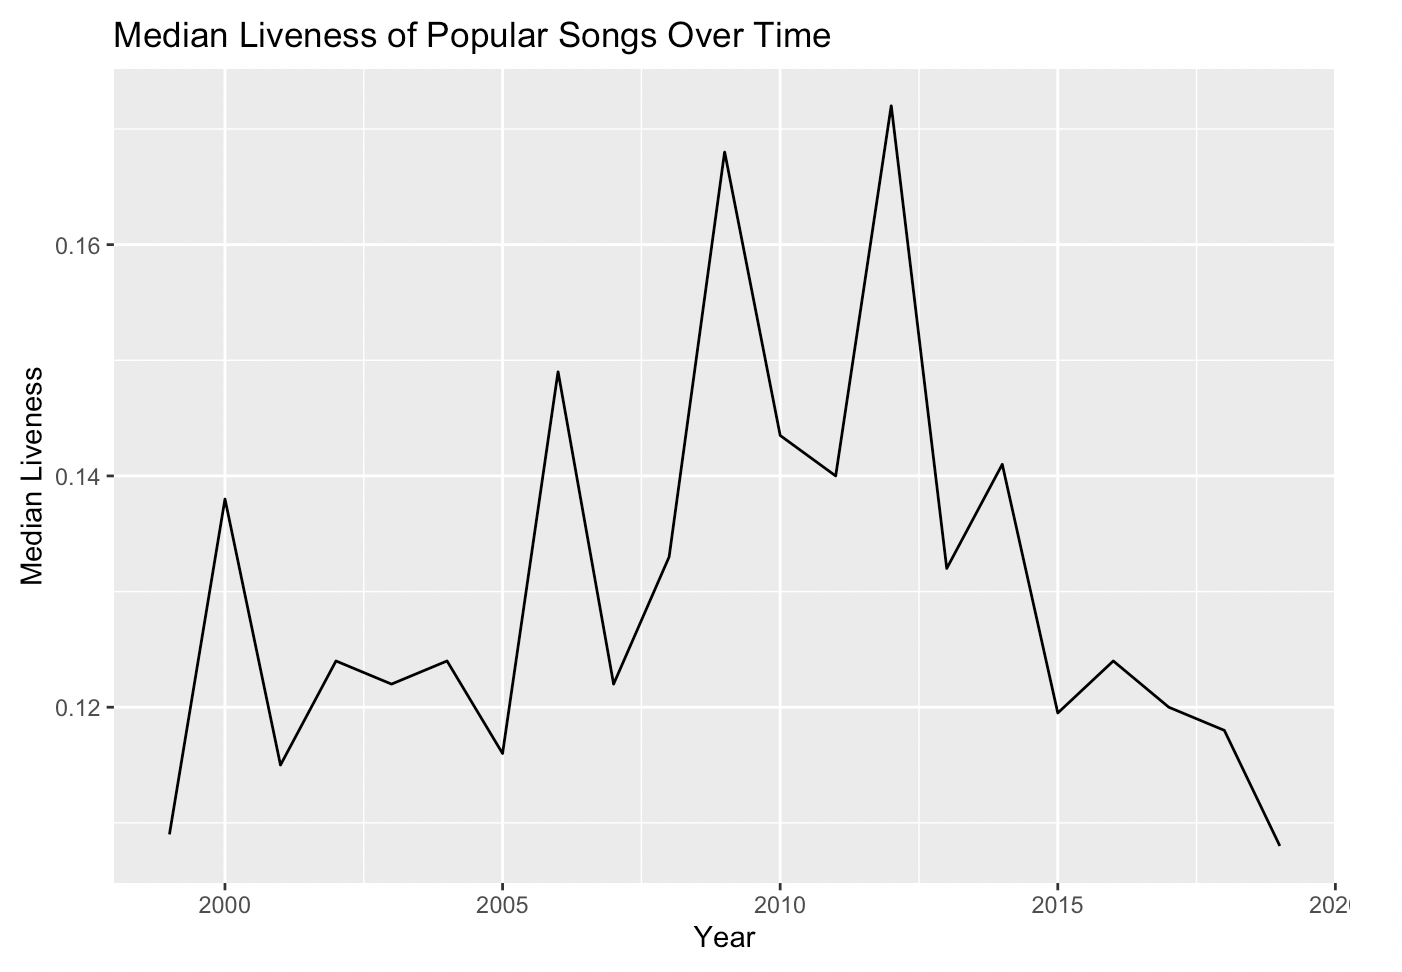 Median Liveness of Popular Songs Over Time
Median Liveness
0.16
0.14
0.12
2000 2005 2010 2015
Year